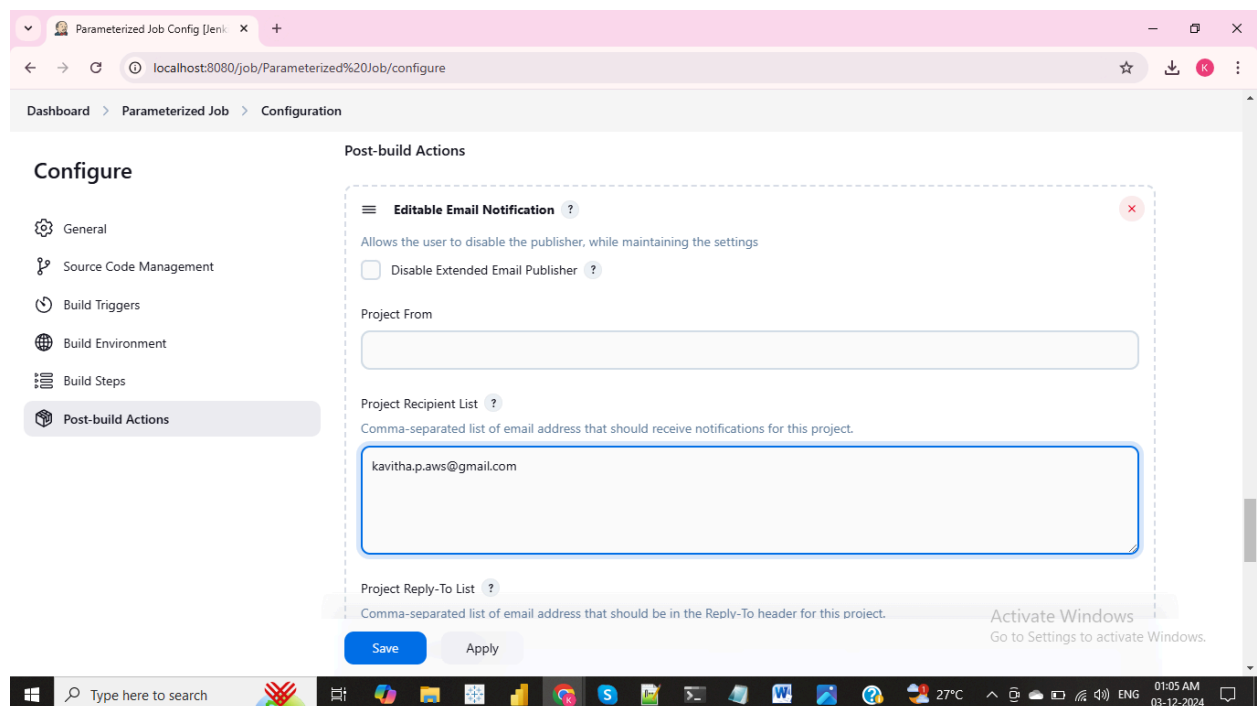 Parameterized Job Config [Jenk
localhost:8080/job/Parameterized%20Job/configure
K
Dashboard > Parameterized Job > Configuration
Configure
General
Source Code Management
Build Triggers
Build Environment
Build Steps
Post-build Actions
Post-build Actions
Editable Email Notification ?
Allows the user to disable the publisher, while maintaining the settings
Disable Extended Email Publisher ?
Project From
Project Recipient List ?
Comma-separated list of email address that should receive notifications for this project.
kavitha.p.aws@gmail.com
Project Reply-To List ?
Comma-separated list of email address that should be in the Reply-To header for this project.
Save Apply
Activate Windows
Go to Settings to activate Windows.
Type here to search
27°C
ENG
01:05 AM
03-12-2024